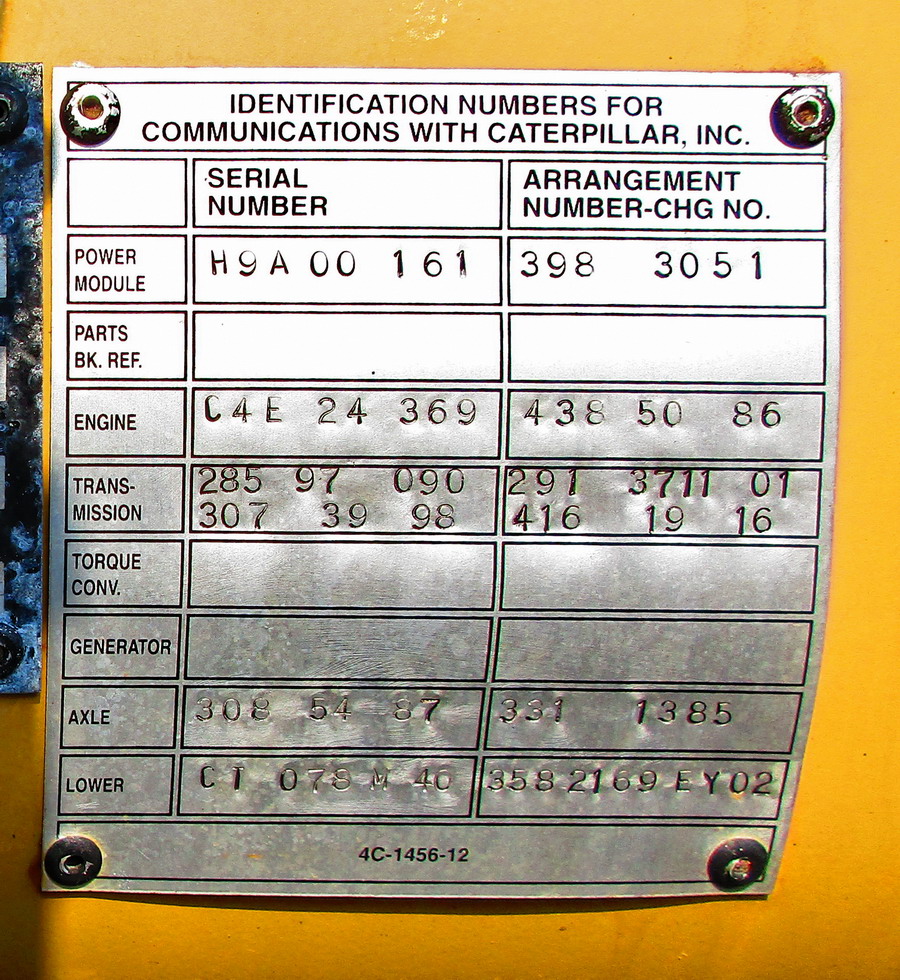 IDENTIFICATION NUMBERS FOR
COMMUNICATIONS WITH CATERPILLAR, INC.
SERIAL NUMBER
ARRANGEMENT NUMBER-CHG NO.
POWER MODULE
H9A 00 161
398 3051
PARTS BK. REF.
ENGINE
C4E 24 369
438 50 86
TRANS-
MISSION
285 97 090
291 3711 01
307 39 98
416 19 16
TORQUE CONV.
GENERATOR
AXLE
308 54 87
331 1385
LOWER
CT 078 M 40
358 2169 EY02
4C-1456-12